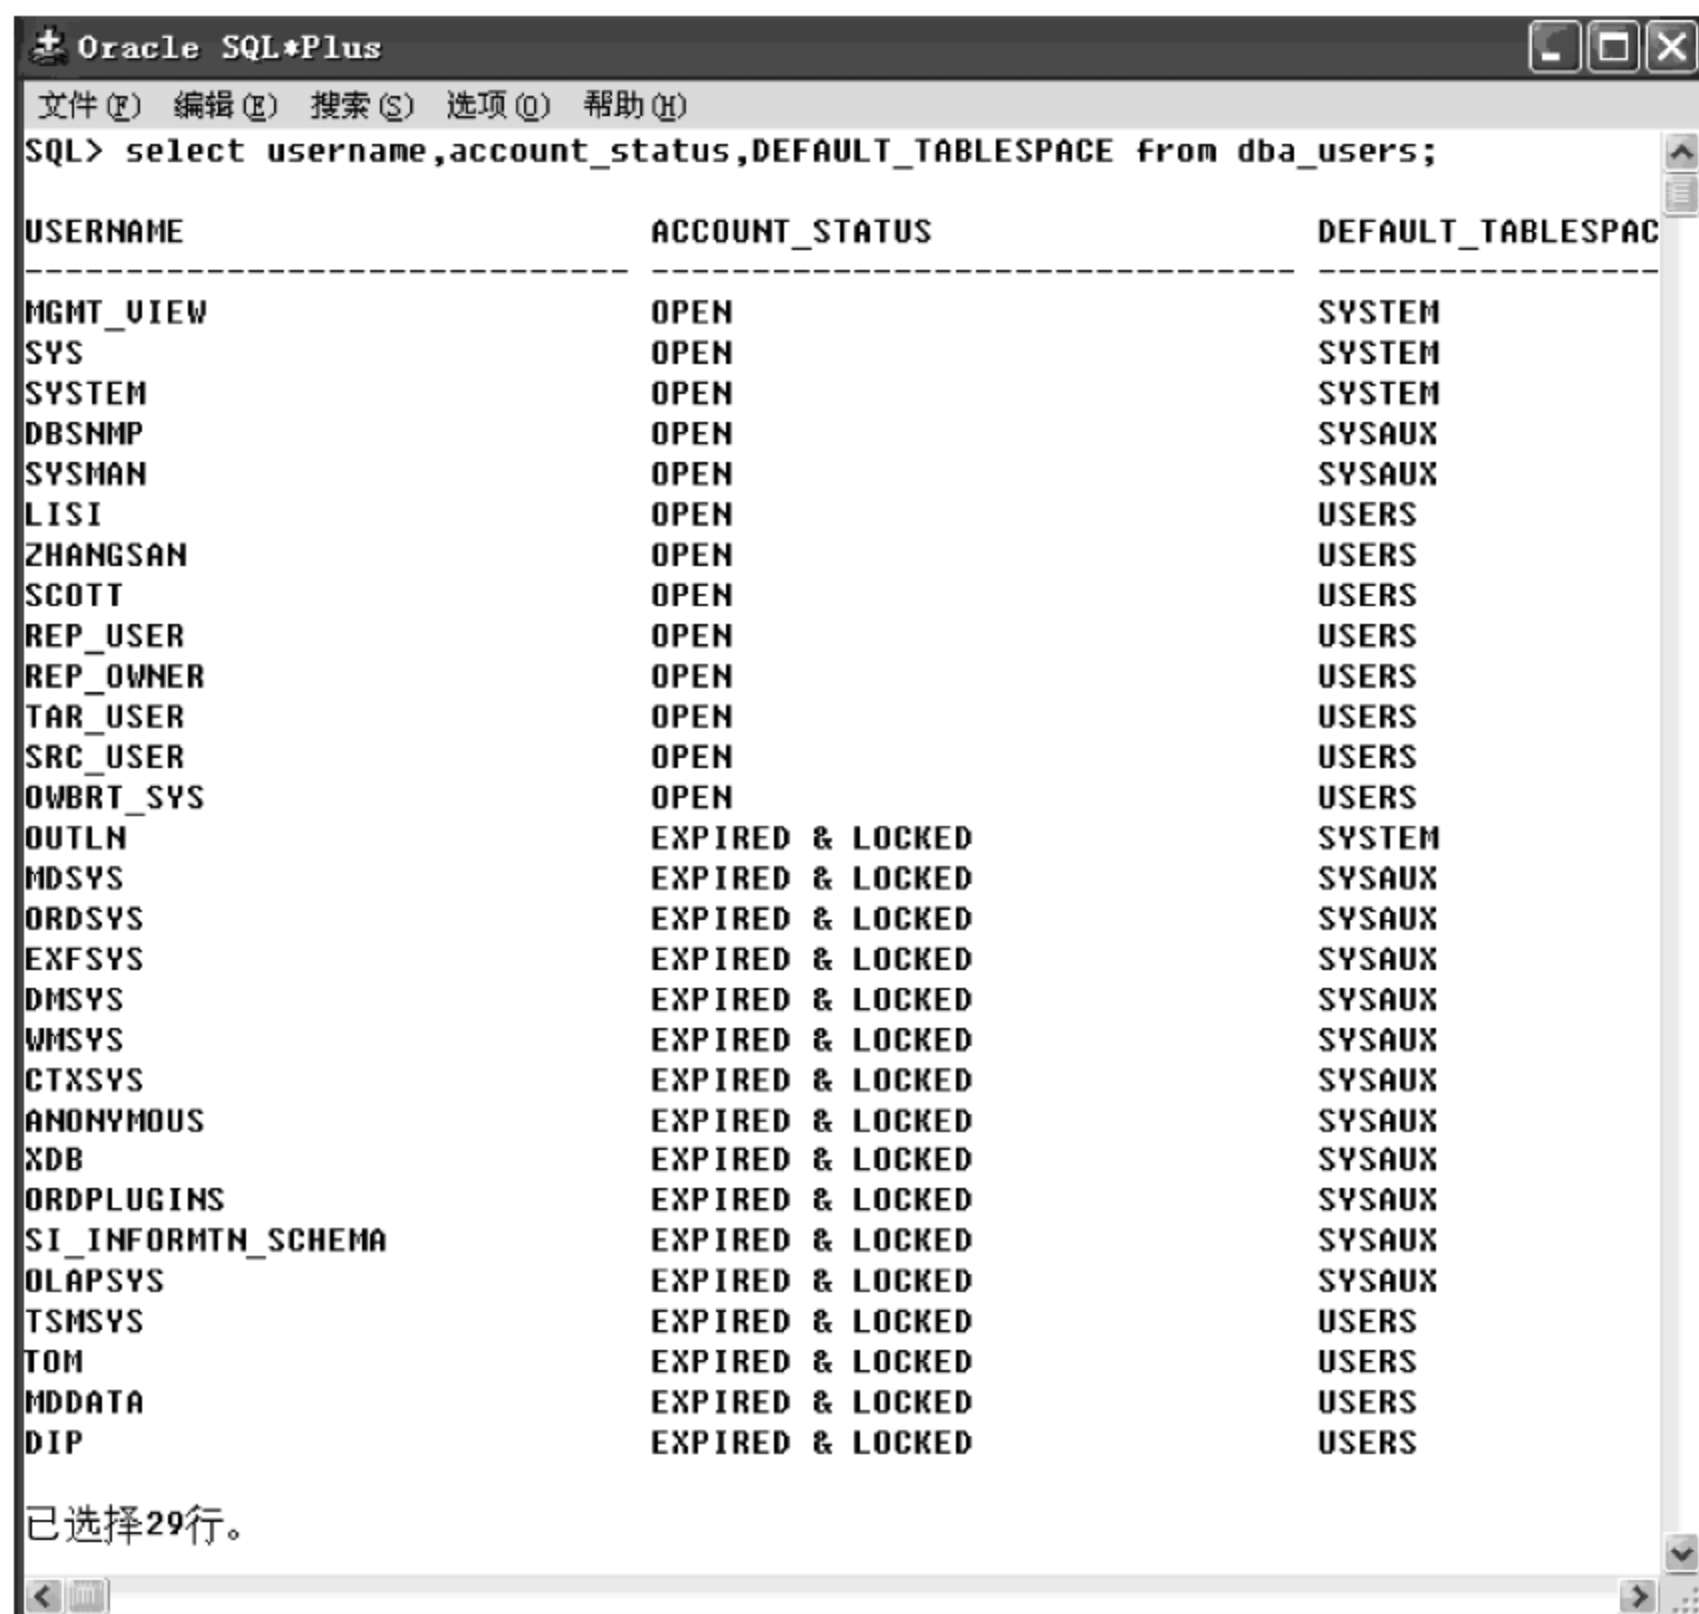 Oracle SQL*Plus
文件(F) 编辑(E) 搜索(S) 选项(O) 帮助(H)
SQL> select username,account_status,DEFAULT_TABLESPACE from dba_users;
USERNAME ACCOUNT_STATUS DEFAULT_TABLESPAC
------------------------------ -------------------------------- -----------------
MGMT_VIEW OPEN SYSTEM
SYS OPEN SYSTEM
SYSTEM OPEN SYSTEM
DBSNMP OPEN SYSAUX
SYSMAN OPEN SYSAUX
LISI OPEN USERS
ZHANGSAN OPEN USERS
SCOTT OPEN USERS
REP_USER OPEN USERS
REP_OWNER OPEN USERS
TAR_USER OPEN USERS
SRC_USER OPEN USERS
OWBRT_SYS OPEN USERS
OUTLN EXPIRED & LOCKED SYSTEM
MDSYS EXPIRED & LOCKED SYSAUX
ORDSYS EXPIRED & LOCKED SYSAUX
EXFSYS EXPIRED & LOCKED SYSAUX
DMSYS EXPIRED & LOCKED SYSAUX
WMSYS EXPIRED & LOCKED SYSAUX
CTXSYS EXPIRED & LOCKED SYSAUX
ANONYMOUS EXPIRED & LOCKED SYSAUX
XDB EXPIRED & LOCKED SYSAUX
ORDPLUGINS EXPIRED & LOCKED SYSAUX
SI_INFORMTN_SCHEMA EXPIRED & LOCKED SYSAUX
OLAPSYS EXPIRED & LOCKED SYSAUX
TSMSYS EXPIRED & LOCKED USERS
TOM EXPIRED & LOCKED USERS
MDDATA EXPIRED & LOCKED USERS
DIP EXPIRED & LOCKED USERS
已选择29行。